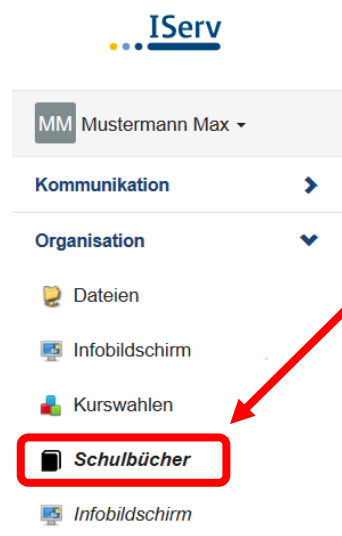 IServ
MM Mustermann Max
Kommunikation
Organisation
Dateien
Infobildschirm
Kurswahlen
Schulbücher
Infobildschirm